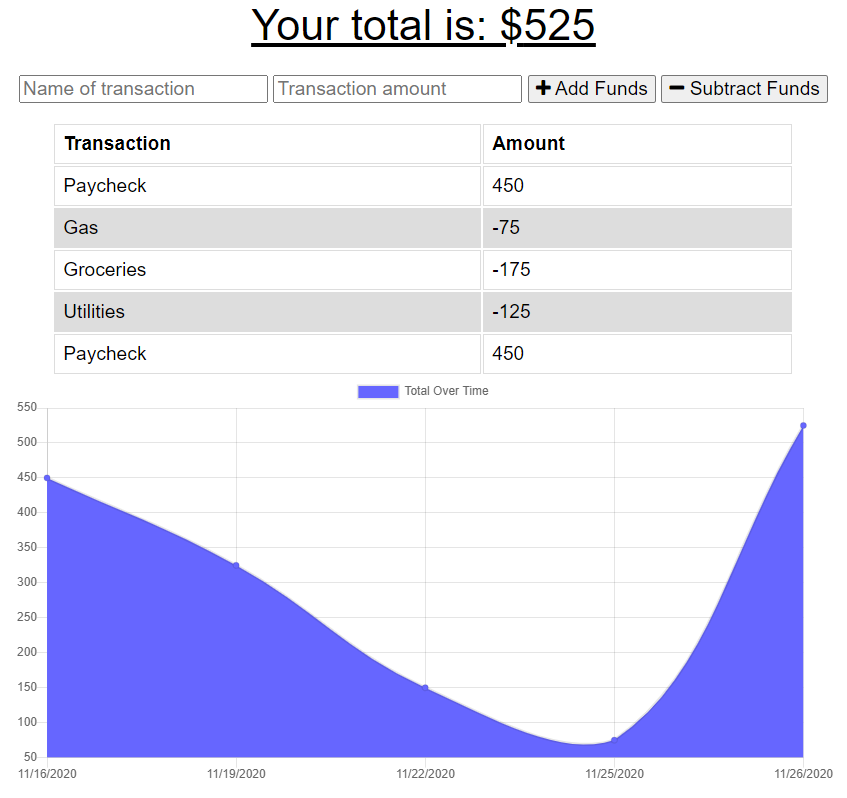 Your total is: $525
Name of transaction Transaction amount Add Funds Subtract Funds
Transaction Amount
Paycheck 450
Gas -75
Groceries -175
Utilities -125
Paycheck 450
Total Over Time
550
500
450
400
350
300
250
200
150
100
50
11/16/2020 11/19/2020 11/22/2020 11/25/2020 11/26/2020